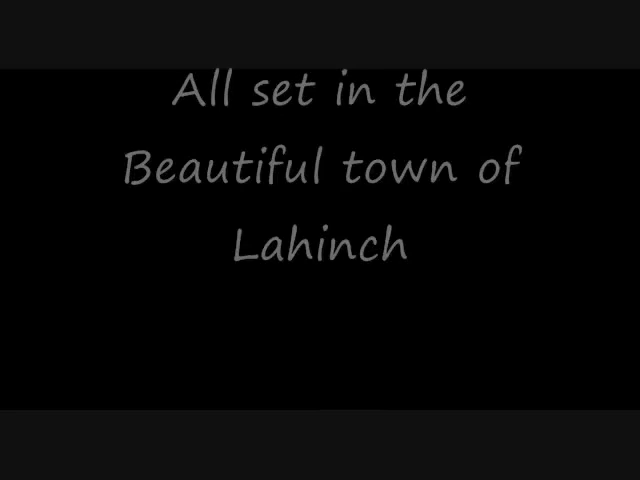 All set in the
Beautiful town of
Lahinch